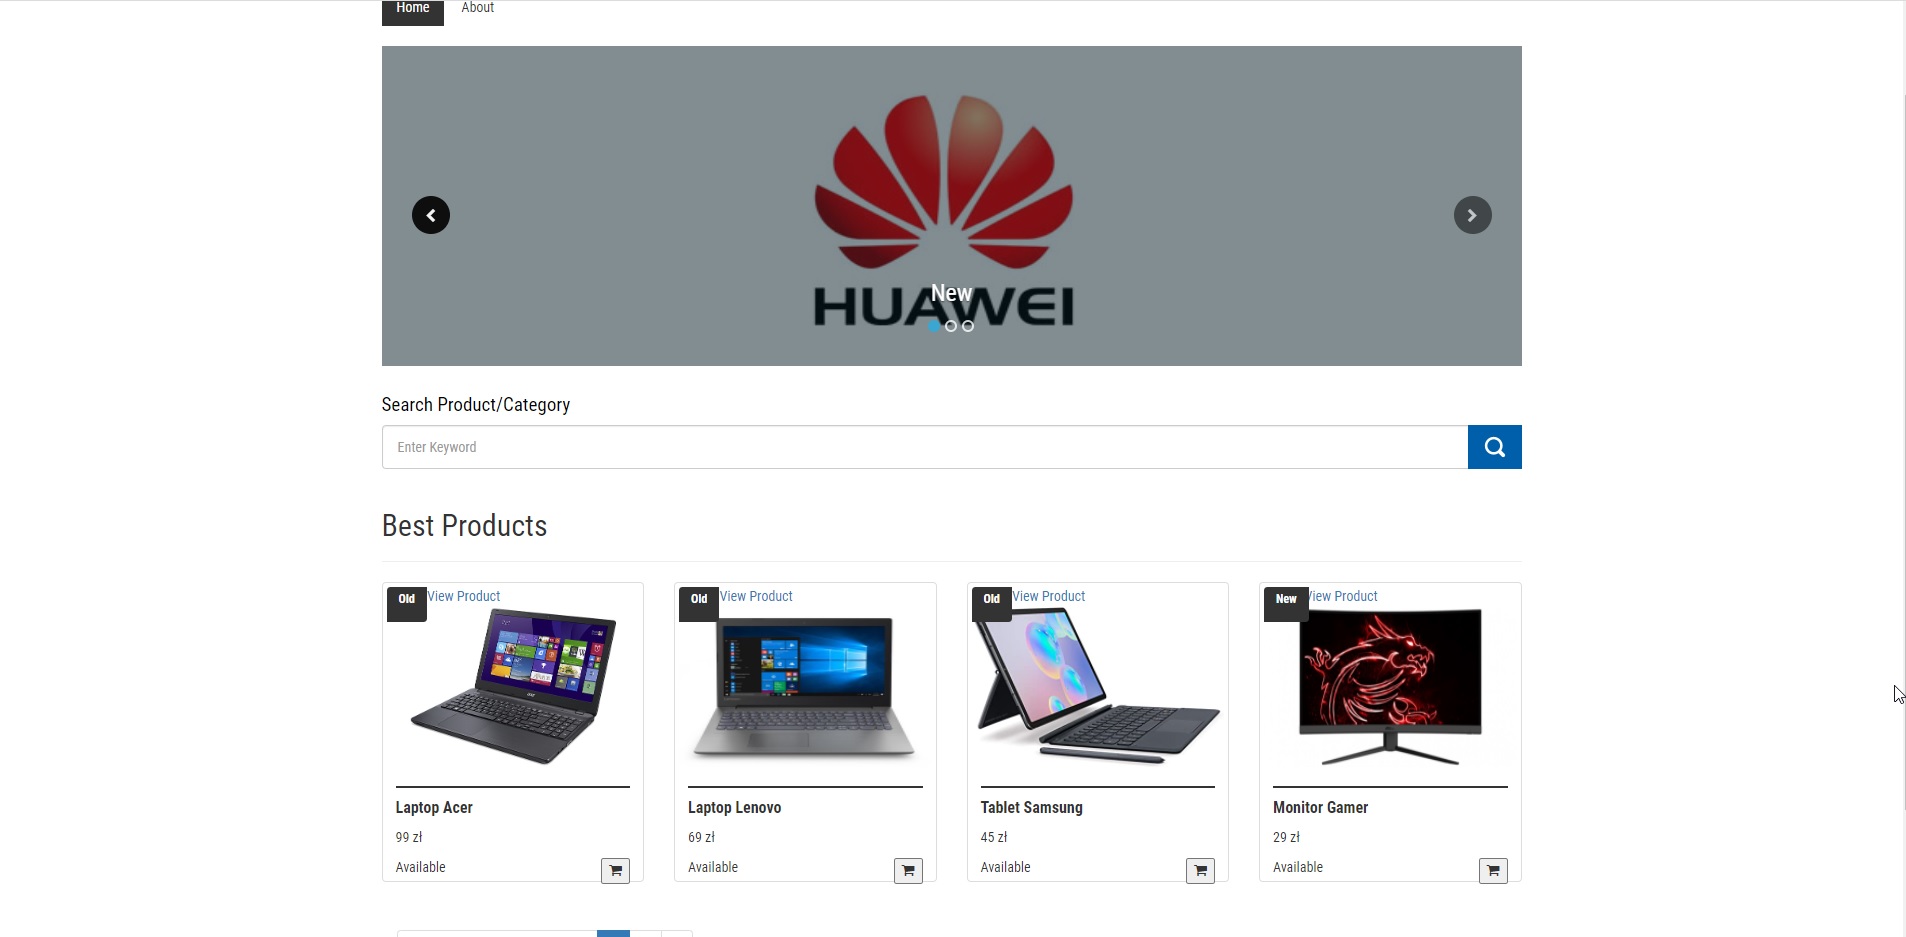 Home About
HUAWEI
New
Search Product/Category
Enter Keyword
Best Products
Old View Product
Old View Product
Old View Product
New View Product
Laptop Acer
99 zł
Available
Laptop Lenovo
69 zł
Available
Tablet Samsung
45 zł
Available
Monitor Gamer
29 zł
Available